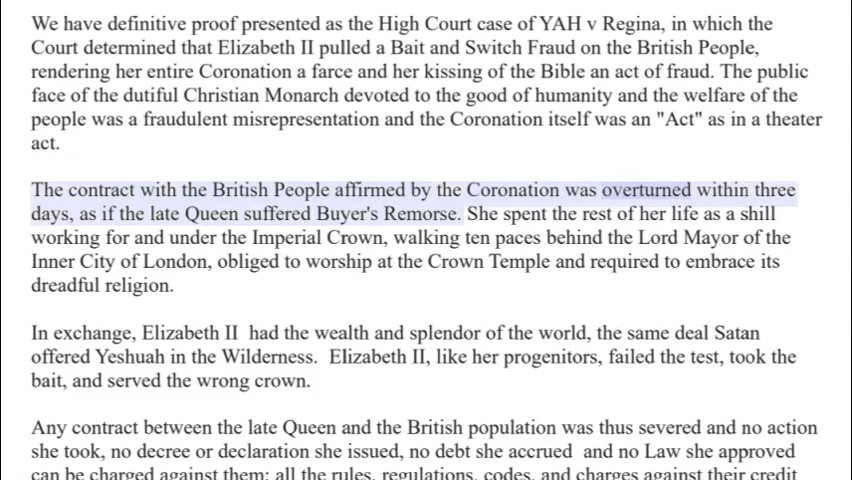 We have definitive proof presented as the High Court case of YAH v Regina, in which the
Court determined that Elizabeth II pulled a Bait and Switch Fraud on the British People,
rendering her entire Coronation a farce and her kissing of the Bible an act of fraud. The public
face of the dutiful Christian Monarch devoted to the good of humanity and the welfare of the
people was a fraudulent misrepresentation and the Coronation itself was an "Act" as in a theater
act.
The contract with the British People affirmed by the Coronation was overturned within three
days, as if the late Queen suffered Buyer's Remorse. She spent the rest of her life as a shill
working for and under the Imperial Crown, walking ten paces behind the Lord Mayor of the
Inner City of London, obliged to worship at the Crown Temple and required to embrace its
dreadful religion.
In exchange, Elizabeth II had the wealth and splendor of the world, the same deal Satan
offered Yeshuah in the Wilderness. Elizabeth II, like her progenitors, failed the test, took the
bait, and served the wrong crown.
Any contract between the late Queen and the British population was thus severed and no action
she took, no decree or declaration she issued, no debt she accrued and no Law she approved
can be charged against them; all the rules, regulations, codes, and charges against their credit